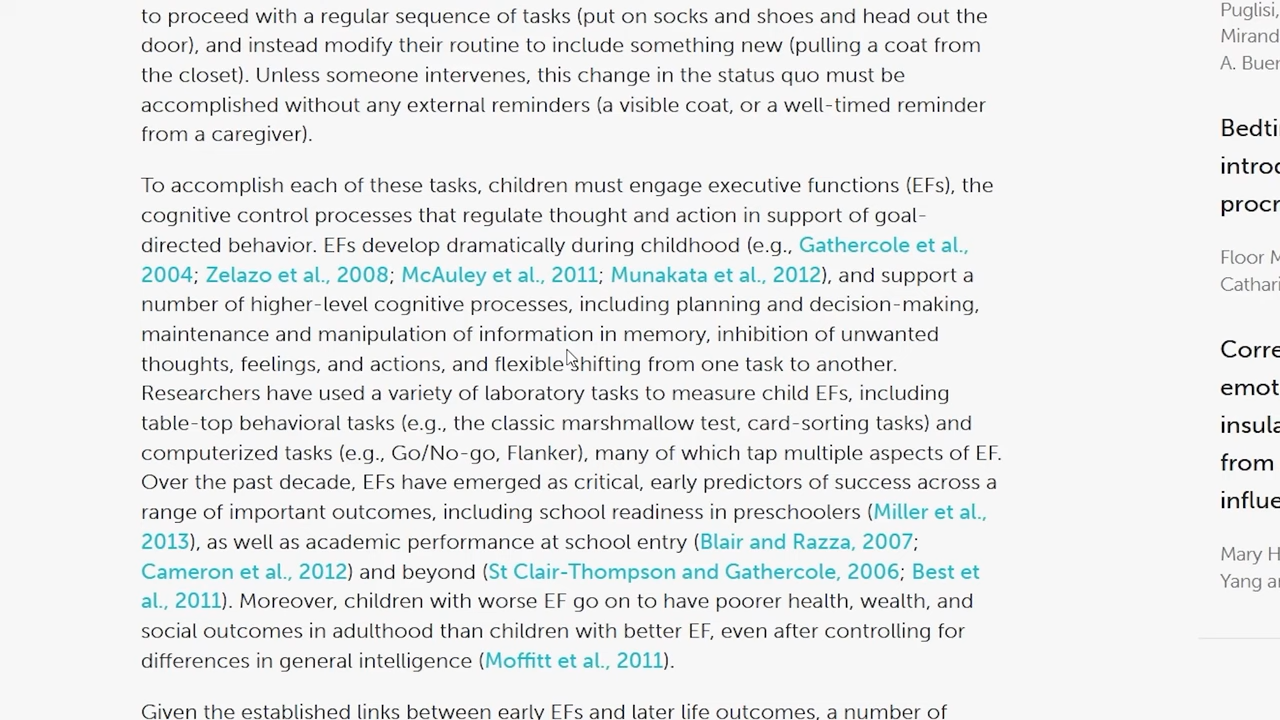 to proceed with a regular sequence of tasks (put on socks and shoes and head out the
door), and instead modify their routine to include something new (pulling a coat from
the closet). Unless someone intervenes, this change in the status quo must be
accomplished without any external reminders (a visible coat, or a well-timed reminder
from a caregiver).
To accomplish each of these tasks, children must engage executive functions (EFs), the
cognitive control processes that regulate thought and action in support of goal-
directed behavior. EFs develop dramatically during childhood (e.g., Gathercole et al.,
2004; Zelazo et al., 2008; McAuley et al., 2011; Munakata et al., 2012), and support a
number of higher-level cognitive processes, including planning and decision-making,
maintenance and manipulation of information in memory, inhibition of unwanted
thoughts, feelings, and actions, and flexible shifting from one task to another.
Researchers have used a variety of laboratory tasks to measure child EFs, including
table-top behavioral tasks (e.g., the classic marshmallow test, card-sorting tasks) and
computerized tasks (e.g., Go/No-go, Flanker), many of which tap multiple aspects of EF.
Over the past decade, EFs have emerged as critical, early predictors of success across a
range of important outcomes, including school readiness in preschoolers (Miller et al.,
2013), as well as academic performance at school entry (Blair and Razza, 2007;
Cameron et al., 2012) and beyond (St Clair-Thompson and Gathercole, 2006; Best et
al., 2011). Moreover, children with worse EF go on to have poorer health, wealth, and
social outcomes in adulthood than children with better EF, even after controlling for
differences in general intelligence (Moffitt et al., 2011).
Given the established links between early EFs and later life outcomes, a number of
Puglisi,
Mirand
A. Buer
Bedti
introd
procr
Floor M
Cathari
Corre
emot
insula
from
influe
Mary H
Yang a